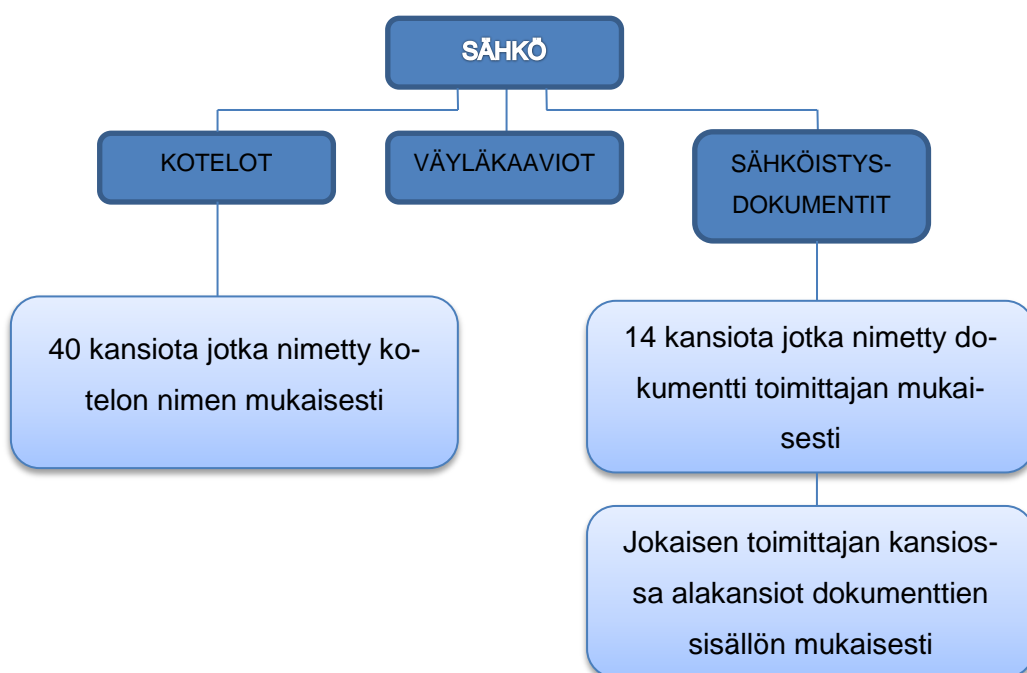 SÄHKÖ
KOTELOT
VÄYLÄKAAVIOT
SÄHKÖISTYS-
DOKUMENTIT
40 kansiota jotka nimetty ko-
telon nimen mukaisesti
14 kansiota jotka nimetty do-
kumentti toimittajan mukai-
sesti
Jokaisen toimittajan kansios-
sa alakansiot dokumenttien
sisällön mukaisesti